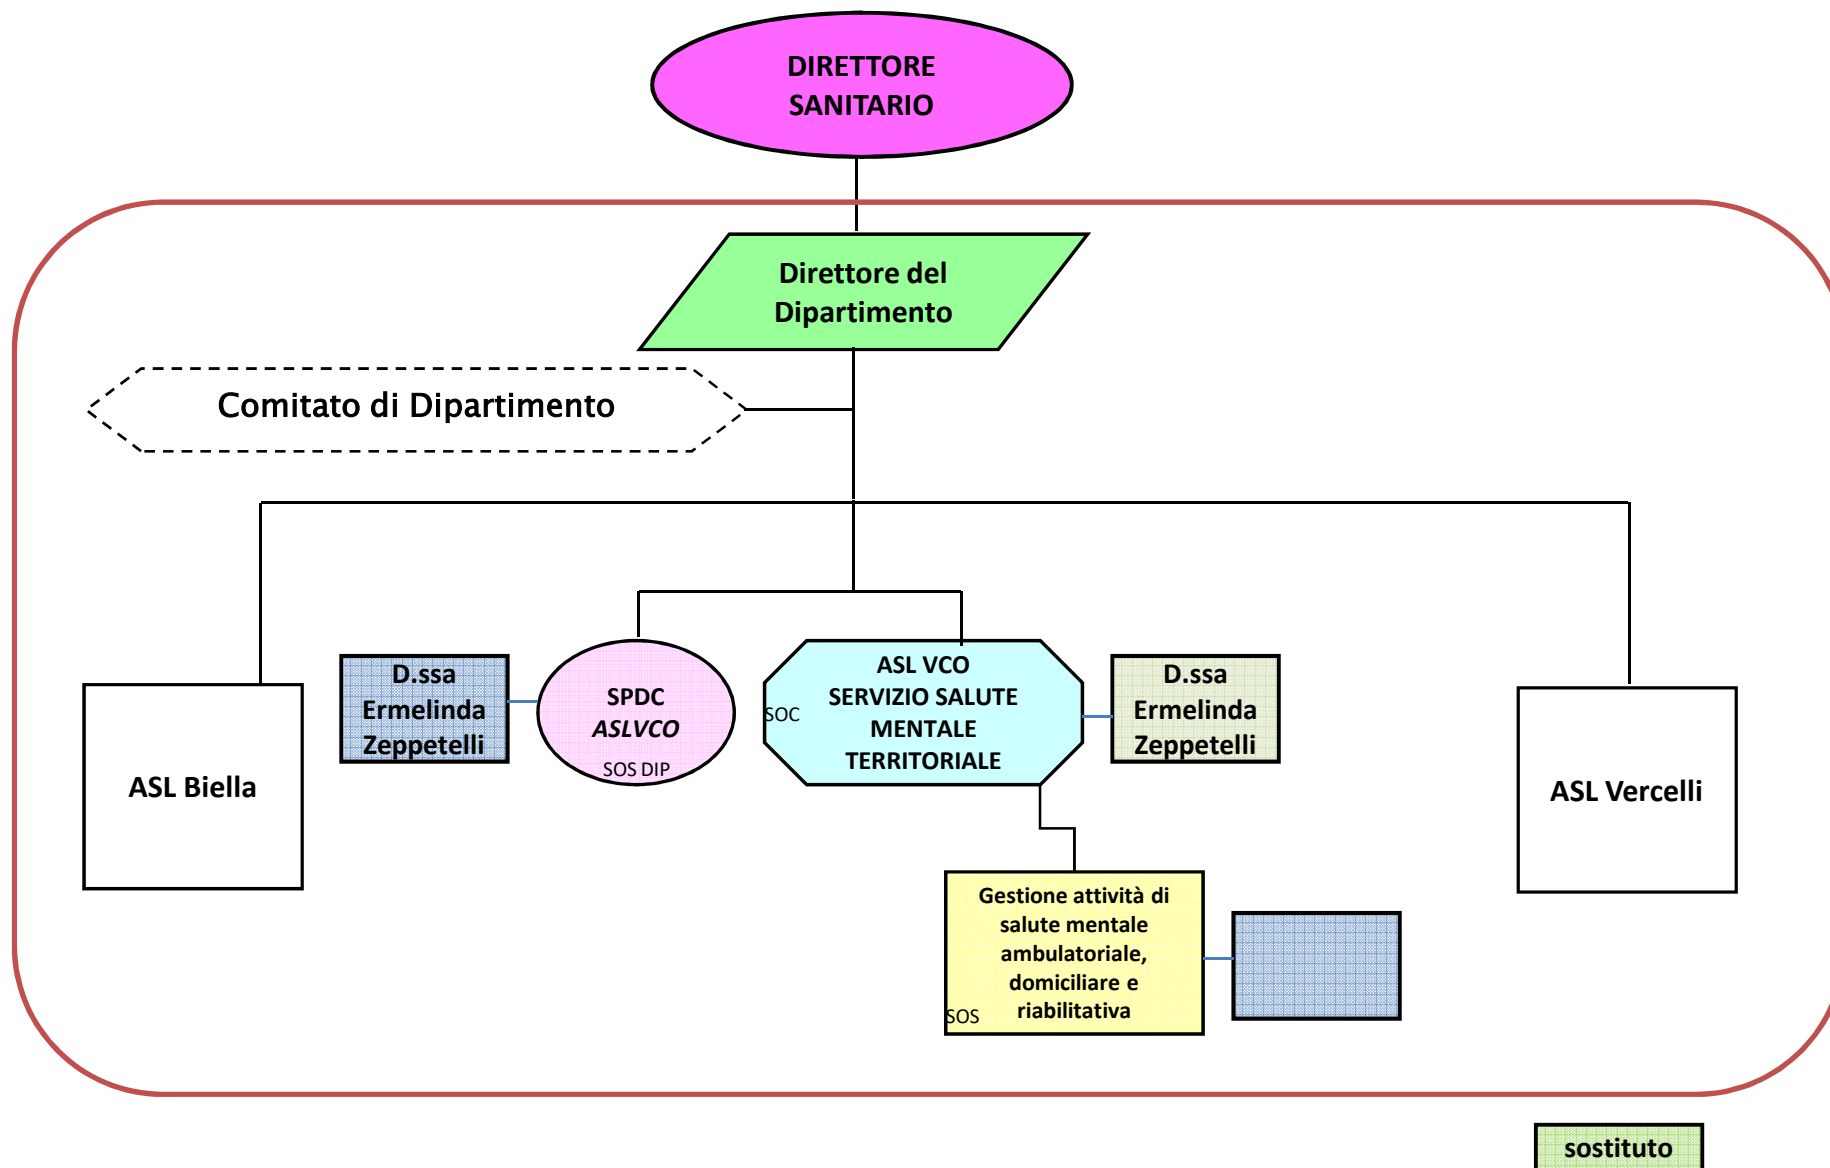 DIRETTORE
SANITARIO
Direttore del
Dipartimento
Comitato di Dipartimento
D.ssa
Ermelinda
Zeppetelli
SPDC
ASLVCO
SOS DIP
SOC
ASL VCO
SERVIZIO SALUTE
MENTALE
TERRITORIALE
D.ssa
Ermelinda
Zeppetelli
ASL Biella
ASL Vercelli
Gestione attività di
salute mentale
ambulatoriale,
domiciliare e
riabilitativa
SOS
sostituto